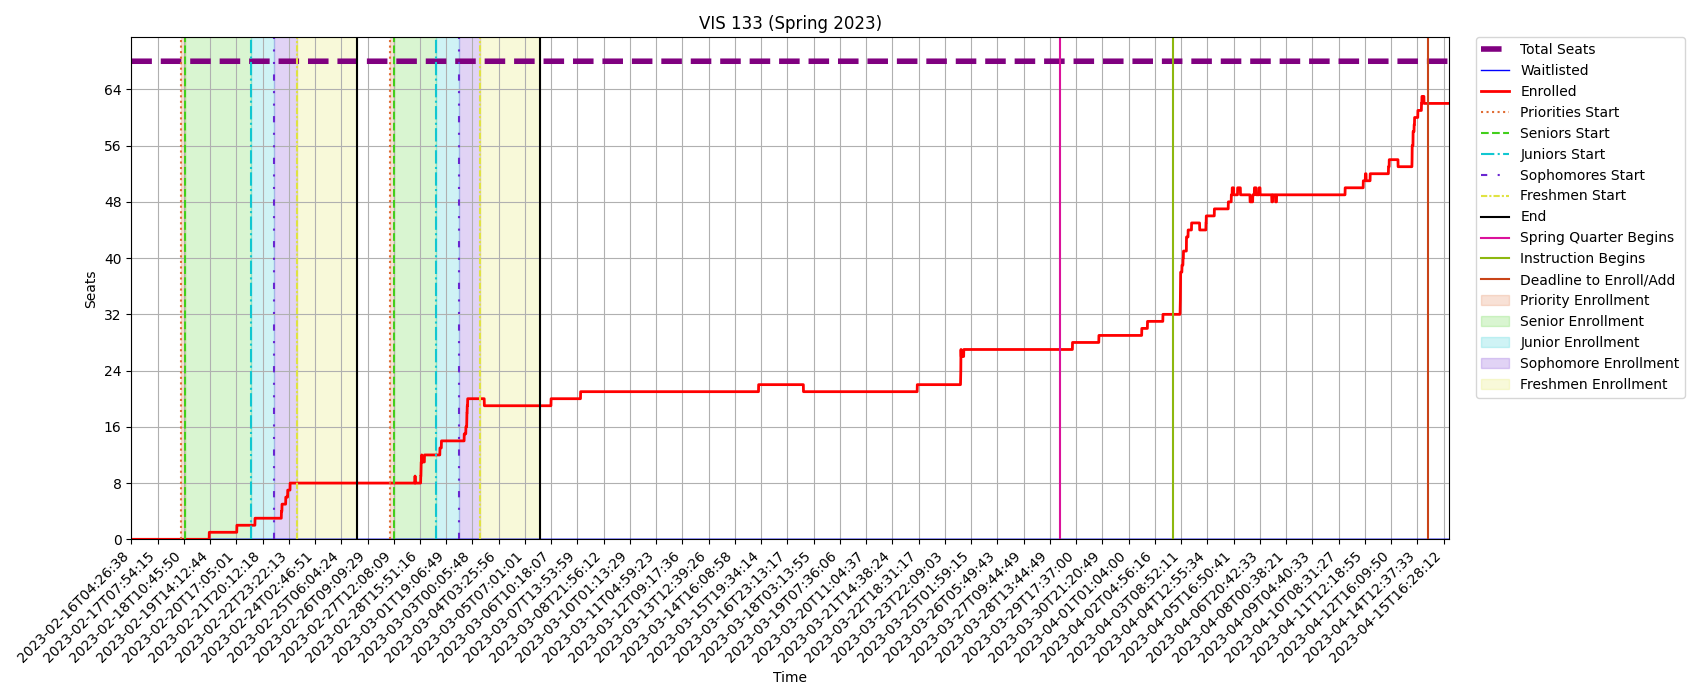 VIS 133 (Spring 2023)
Seats
64
56
48
40
32
24
16
8
0
2023-02-16T04:26:38
2023-02-17T07:54:15
2023-02-18T10:45:50
2023-02-19T14:12:44
2023-02-20T17:05:01
2023-02-21T20:12:18
2023-02-22T23:22:13
2023-02-24T02:46:51
2023-02-25T06:04:24
2023-02-26T09:09:29
2023-02-27T12:08:09
2023-02-28T15:51:16
2023-03-01T19:06:49
2023-03-03T00:05:48
2023-03-04T03:25:56
2023-03-05T07:01:01
2023-03-06T10:18:07
2023-03-07T13:53:59
2023-03-08T21:56:12
2023-03-10T01:13:29
2023-03-11T04:59:23
2023-03-12T09:17:36
2023-03-13T12:39:26
2023-03-14T16:08:58
2023-03-15T19:34:14
2023-03-16T23:13:17
2023-03-18T03:13:55
2023-03-19T07:36:06
2023-03-20T11:04:37
2023-03-21T14:38:24
2023-03-22T18:31:17
2023-03-23T22:09:03
2023-03-25T01:59:15
2023-03-26T05:49:43
2023-03-27T09:44:49
2023-03-28T13:44:49
2023-03-29T17:37:00
2023-03-30T21:20:49
2023-04-01T01:04:00
2023-04-02T04:56:16
2023-04-03T08:52:11
2023-04-04T12:55:34
2023-04-05T16:50:41
2023-04-06T20:42:33
2023-04-08T00:38:21
2023-04-09T04:40:33
2023-04-10T08:31:27
2023-04-11T12:18:55
2023-04-12T16:09:50
2023-04-14T12:37:33
2023-04-15T16:28:12
Time
Total Seats
Waitlisted
Enrolled
Priorities Start
Seniors Start
Juniors Start
Sophomores Start
Freshmen Start
End
Spring Quarter Begins
Instruction Begins
Deadline to Enroll/Add
Priority Enrollment
Senior Enrollment
Junior Enrollment
Sophomore Enrollment
Freshmen Enrollment